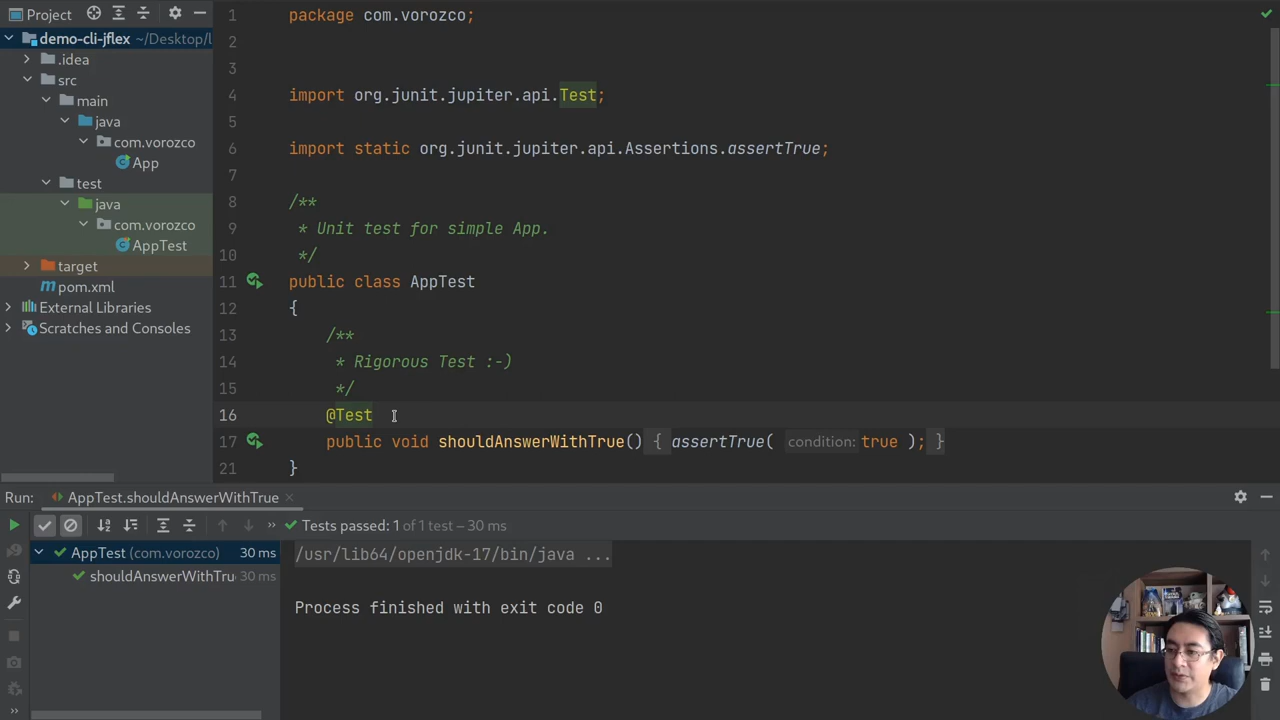 Project
demo-cli-jflex ~/Desktop/l
.idea
src
main
java
com.vorozco
App
test
java
com.vorozco
AppTest
target
pom.xml
External Libraries
Scratches and Consoles
1 package com.vorozco;
2
3
4 import org.junit.jupiter.api.Test;
5
6 import static org.junit.jupiter.api.Assertions.assertTrue;
7
8 /**
9 * Unit test for simple App.
10 */
11 public class AppTest
12 {
13 /**
14 * Rigorous Test :-)
15 */
16 @Test
17 public void shouldAnswerWithTrue() { assertTrue( condition: true ); }
21 }
Run: AppTest.shouldAnswerWithTrue
Tests passed: 1 of 1 test – 30 ms
AppTest (com.vorozco) 30 ms
shouldAnswerWithTru 30 ms
/usr/lib64/openjdk-17/bin/java ...
Process finished with exit code 0